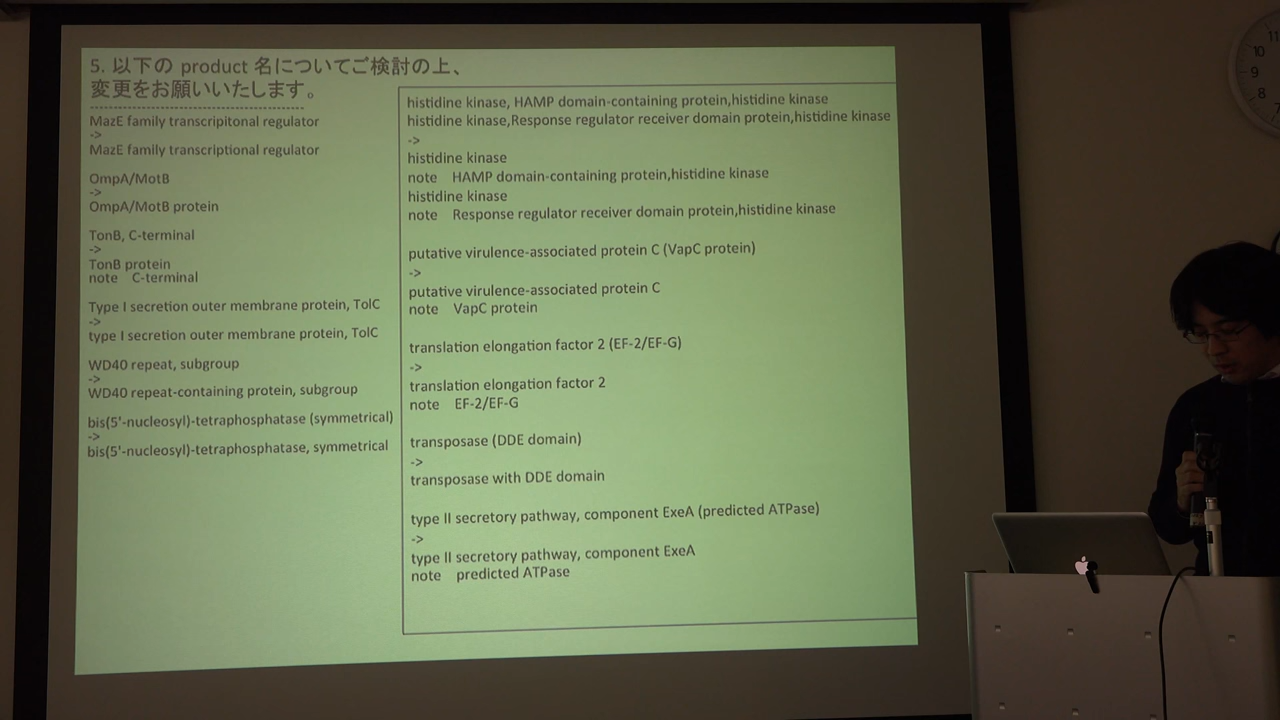 5. 以下の product 名についてご検討の上、
変更をお願いいたします。
----------------------------------------
MazE family transcripitonal regulator
->
MazE family transcriptional regulator
OmpA/MotB
->
OmpA/MotB protein
TonB, C-terminal
->
TonB protein
note C-terminal
Type I secretion outer membrane protein, TolC
->
type I secretion outer membrane protein, TolC
WD40 repeat, subgroup
->
WD40 repeat-containing protein, subgroup
bis(5'-nucleosyl)-tetraphosphatase (symmetrical)
->
bis(5'-nucleosyl)-tetraphosphatase, symmetrical
histidine kinase, HAMP domain-containing protein,histidine kinase
histidine kinase,Response regulator receiver domain protein,histidine kinase
->
histidine kinase
note HAMP domain-containing protein,histidine kinase
histidine kinase
note Response regulator receiver domain protein,histidine kinase
putative virulence-associated protein C (VapC protein)
->
putative virulence-associated protein C
note VapC protein
translation elongation factor 2 (EF-2/EF-G)
->
translation elongation factor 2
note EF-2/EF-G
transposase (DDE domain)
->
transposase with DDE domain
type II secretory pathway, component ExeA (predicted ATPase)
->
type II secretory pathway, component ExeA
note predicted ATPase
11
10
9
8